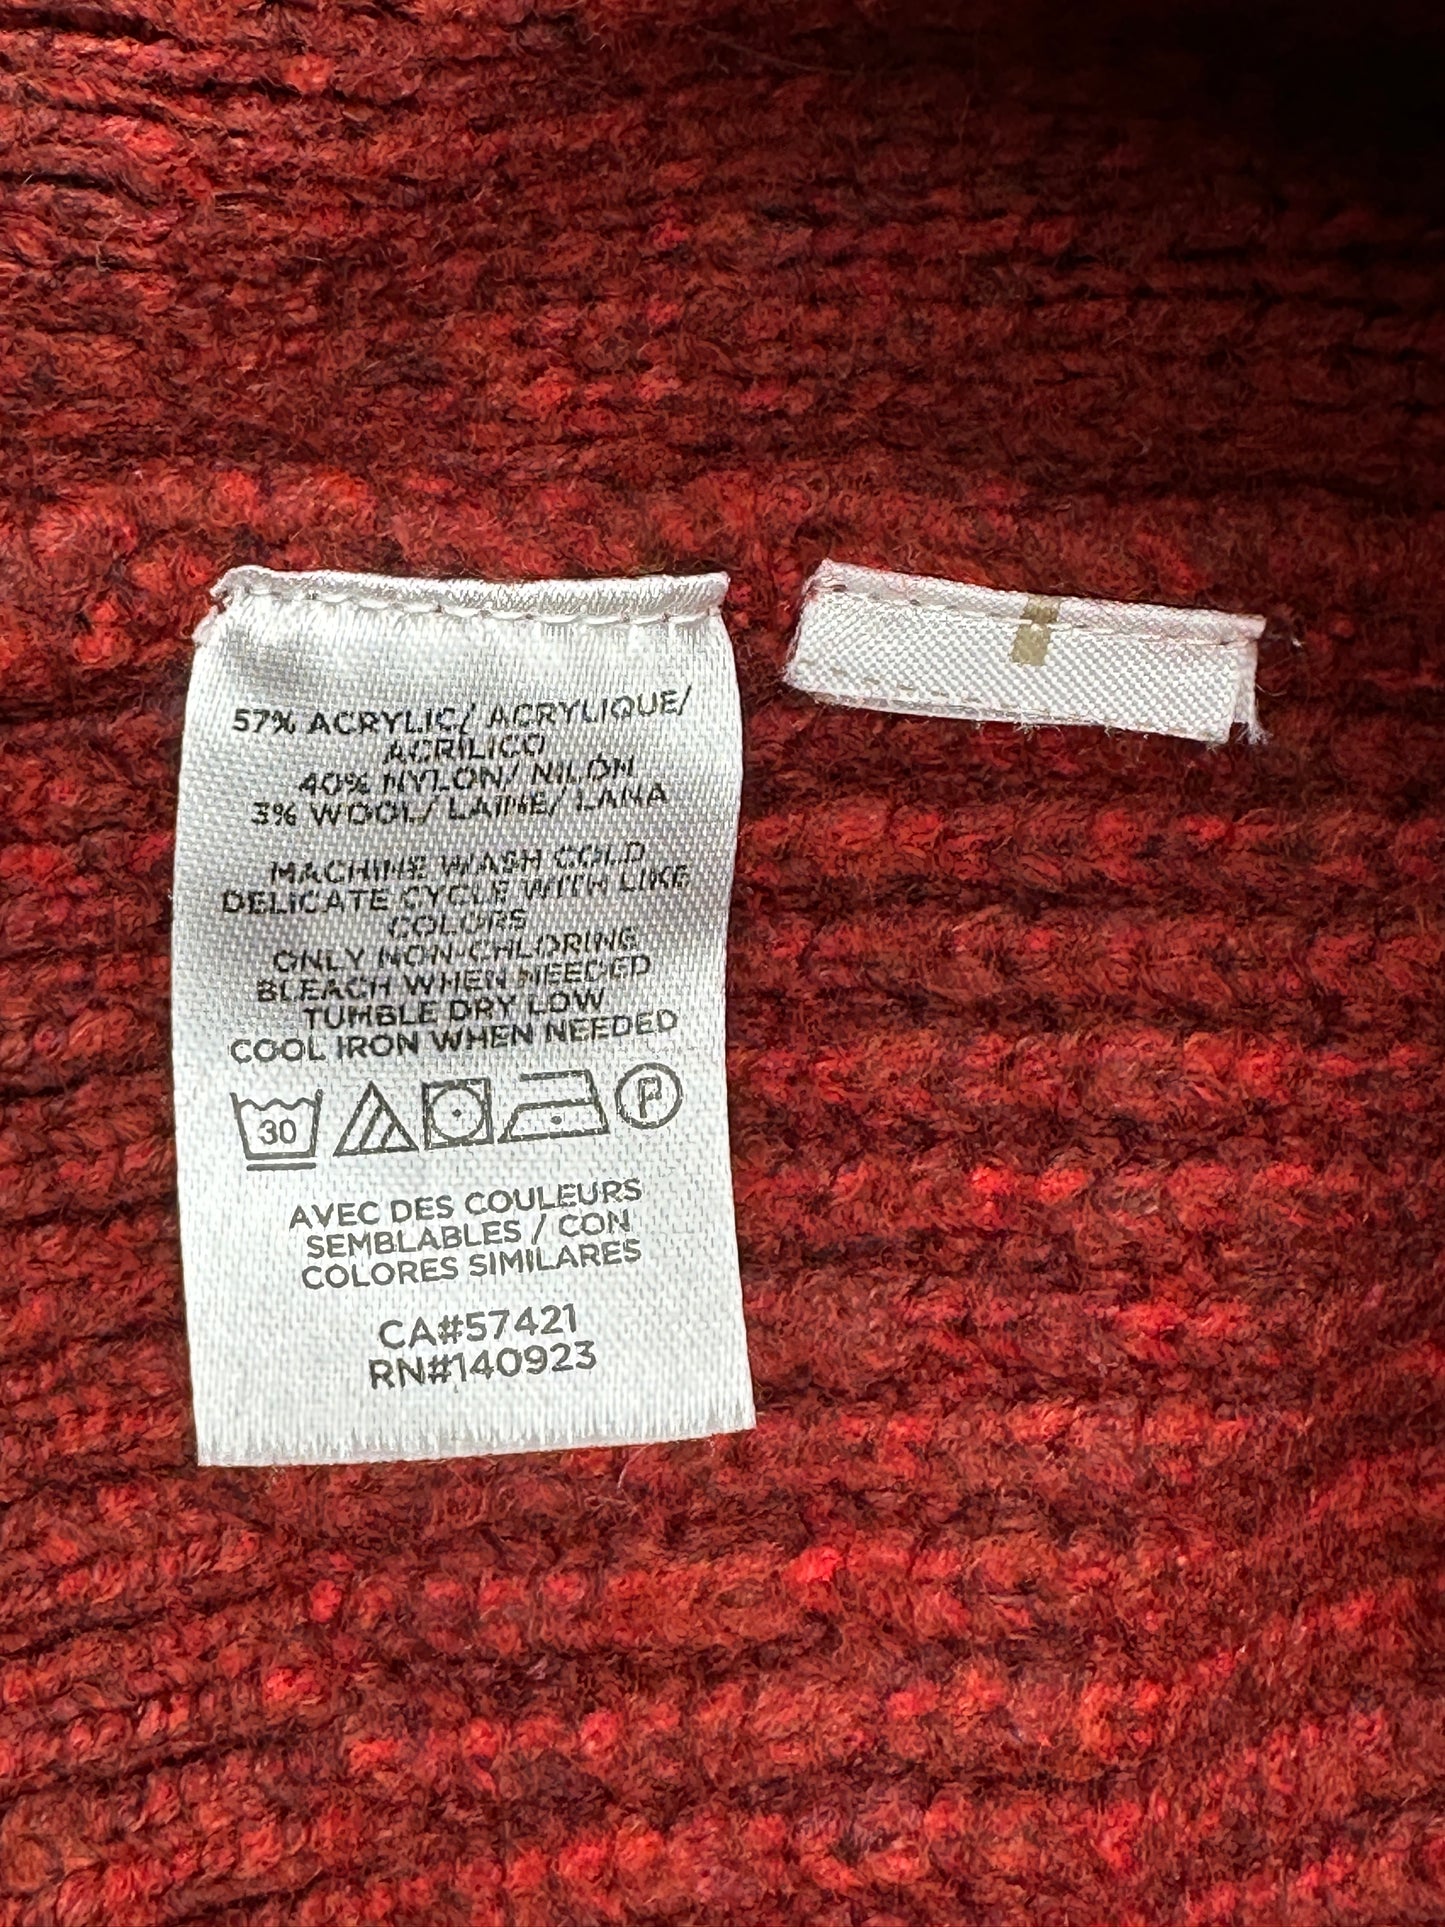 57% ACRYLIC/ ACRYLIQUE/
ACRÍLICO
40% NYLON/ NILÓN
3% WOOL/ LAINE/ LANA
MACHINE WASH COLD
DELICATE CYCLE WITH LIKE
COLORS
ONLY NON-CHLORINE
BLEACH WHEN NEEDED
TUMBLE DRY LOW
COOL IRON WHEN NEEDED
30 P
AVEC DES COULEURS
SEMBLABLES / CON
COLORES SIMILARES
CA#57421
RN#140923